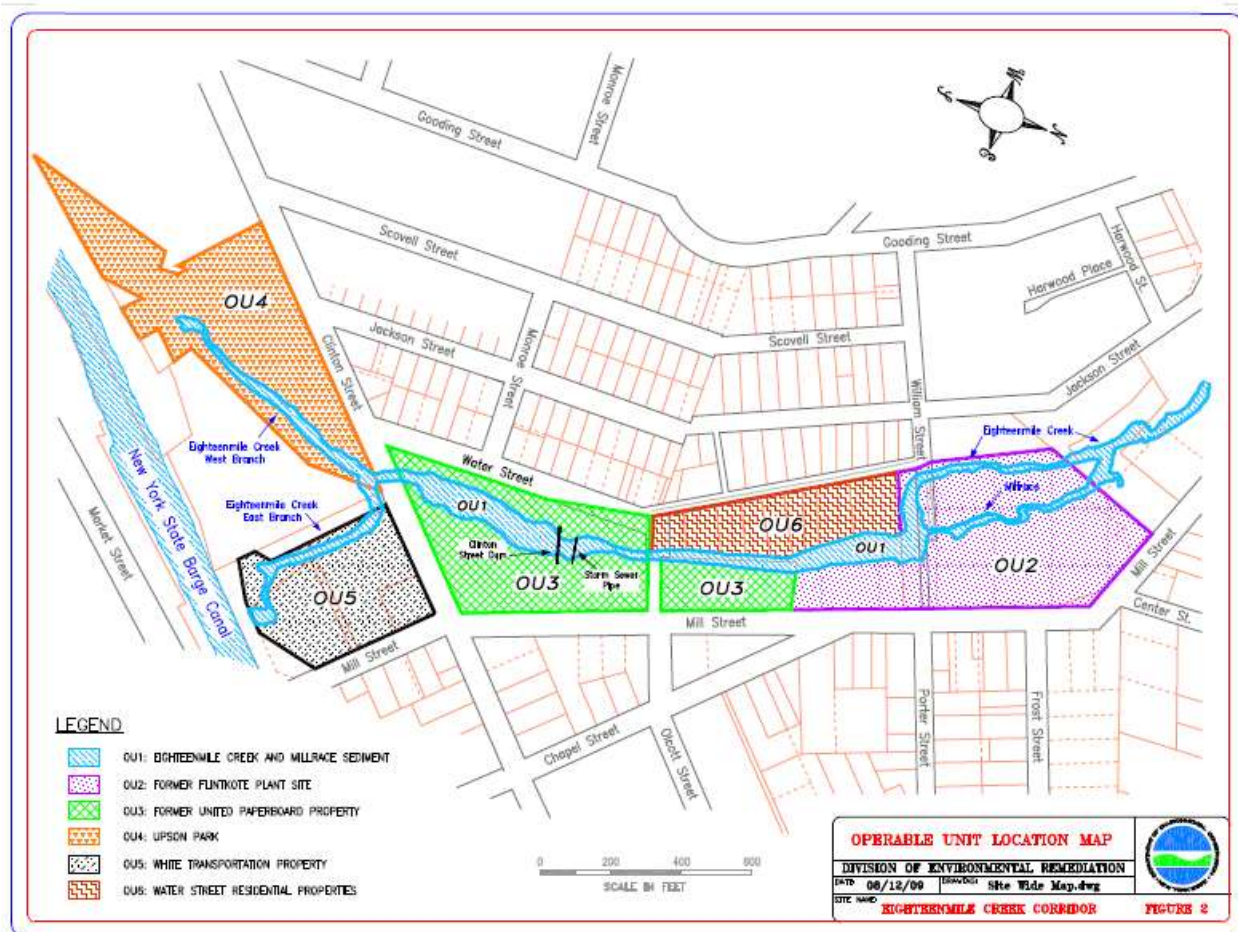 Monroe Street
Gooding Street
W
S
N
E
Gooding Street
Harwood St.
Harwood Place
Scovell Street
OU4
Jackson Street
Monroe
Street
Scovell Street
Jackson Street
Clinton Street
William Street
Eighteenmile Creek
West Branch
Eighteenmile Creek
Water Street
Millrace
New York State Barge Canal
Eighteenmile Creek
East Branch
OU1
OU6
OU1
Market Street
Clinton
Street Dam
Storm Sewer
Pipe
OU3
OU3
OU2
OU5
Mill Street
Mill Street
Center St.
Mill Street
Chapel Street
Olcott Street
Porter Street
Frost Street
LEGEND
OU1: EIGHTEENMILE CREEK AND MILLRACE SEDIMENT
OU2: FORMER FLINTKOTE PLANT SITE
OU3: FORMER UNITED PAPERBOARD PROPERTY
OU4: UPSON PARK
OU5: WHITE TRANSPORTATION PROPERTY
OU6: WATER STREET RESIDENTIAL PROPERTIES
0 200 400 600
SCALE IN FEET
OPERABLE UNIT LOCATION MAP
DIVISION OF ENVIRONMENTAL REMEDIATION
DATE 08/12/09 DRAWING: Site Wide Map.dwg
SITE NAME EIGHTEENMILE CREEK CORRIDOR FIGURE 2